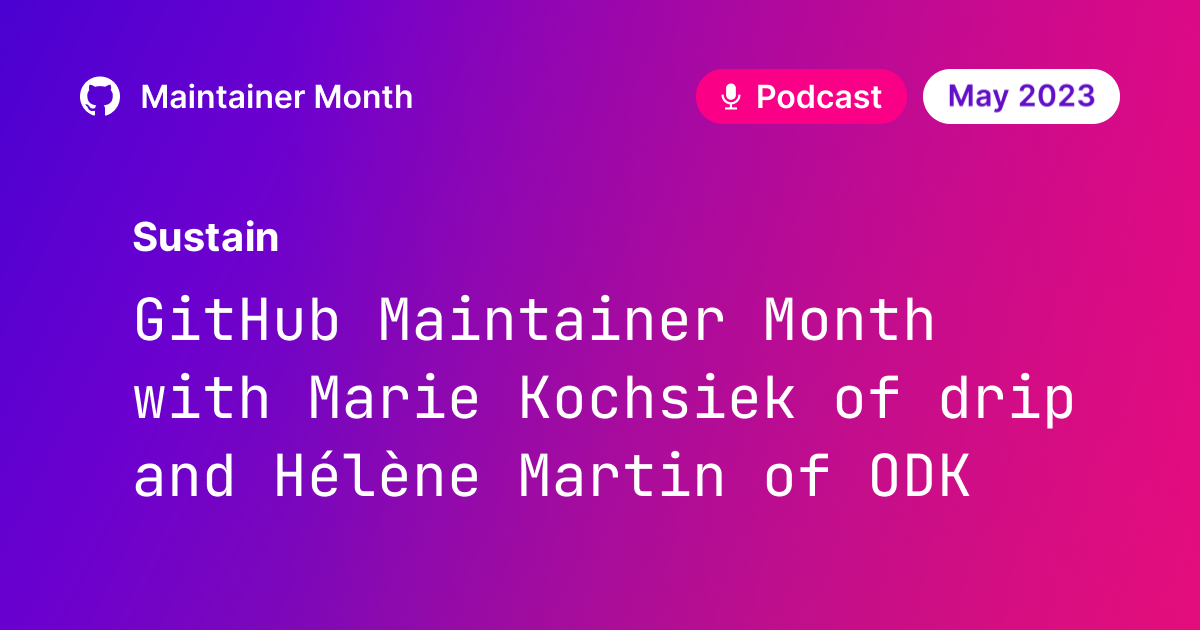 Maintainer Month
Podcast
May 2023
Sustain
GitHub Maintainer Month
with Marie Kochsiek of drip
and Hélène Martin of ODK